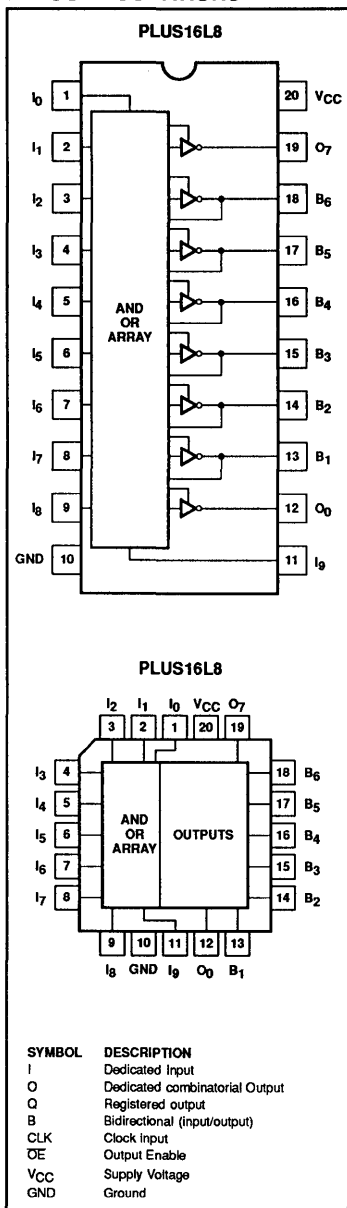 PLUS16L8
I0 1 20 VCC
I1 2 19 O7
I2 3 18 B6
I3 4 17 B5
I4 5 16 B4
AND
OR
ARRAY
I5 6 15 B3
I6 7 14 B2
I7 8 13 B1
I8 9 12 O0
GND 10 11 I9
PLUS16L8
I2 I1 I0 VCC O7
3 2 1 20 19
I3 4 18 B6
I4 5 17 B5
I5 6 16 B4
AND
OR
ARRAY
OUTPUTS
I6 7 15 B3
I7 8 14 B2
9 10 11 12 13
I8 GND I9 O0 B1
SYMBOL DESCRIPTION
I Dedicated Input
O Dedicated combinatorial Output
Q Registered output
B Bidirectional (input/output)
CLK Clock Input
OE Output Enable
VCC Supply Voltage
GND Ground